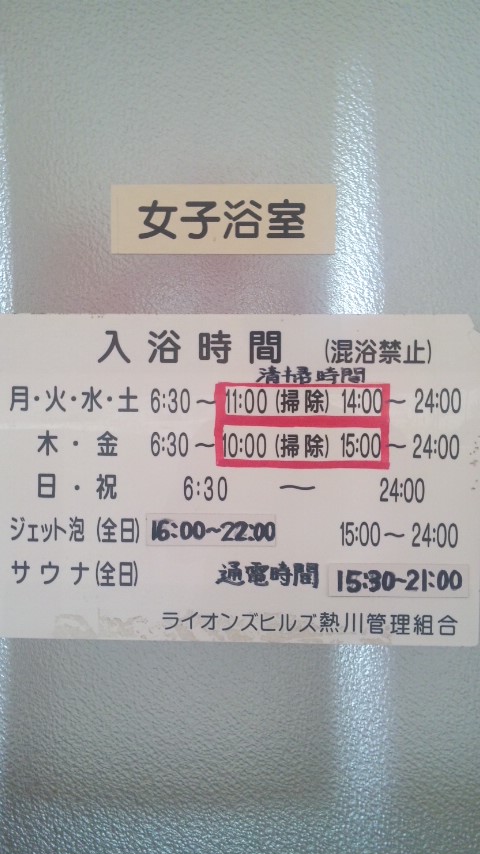 女子浴室
入浴時間 (混浴禁止)
清掃時間
月・火・水・土 6:30～11:00(掃除)14:00～24:00
木・金 6:30～10:00(掃除)15:00～24:00
日・祝 6:30 ～ 24:00
ジェット泡(全日) 16:00～22:00 15:00～24:00
サウナ(全日) 通電時間 15:30～21:00
ライオンズヒルズ熱川管理組合